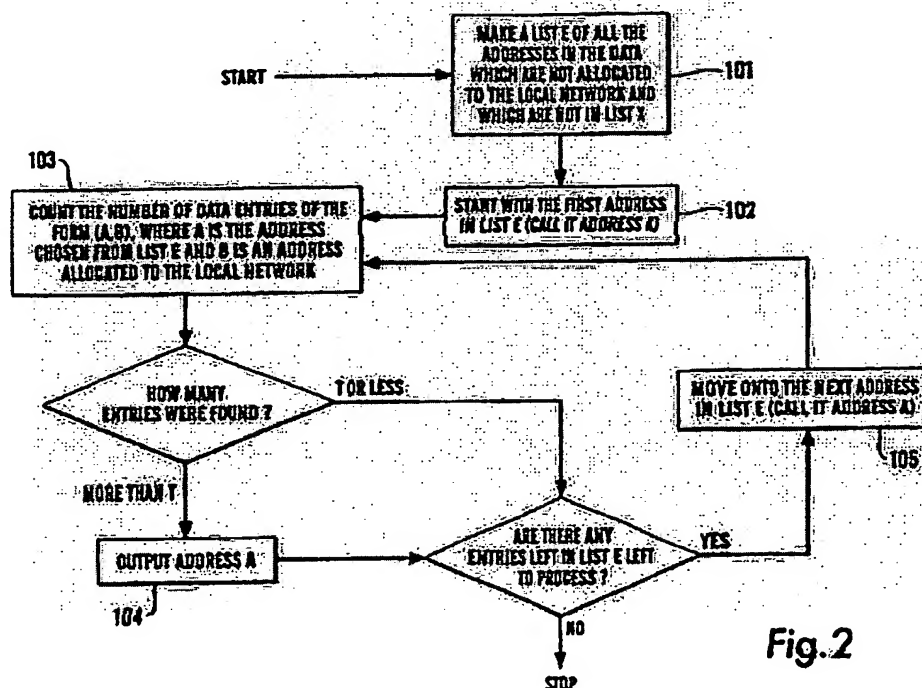 MAKE A LIST E OF ALL THE
ADDRESSES IN THE DATA
WHICH ARE NOT ALLOCATED
TO THE LOCAL NETWORK AND
WHICH ARE NOT IN LIST X
101
START
START WITH THE FIRST ADDRESS
IN LIST E (CALL IT ADDRESS A)
102
103
COUNT THE NUMBER OF DATA ENTRIES OF THE
FORM (A,B), WHERE A IS THE ADDRESS
CHOSEN FROM LIST E AND B IS AN ADDRESS
ALLOCATED TO THE LOCAL NETWORK
HOW MANY
ENTRIES WERE FOUND ?
T OR LESS
MORE THAN T
OUTPUT ADDRESS A
104
ARE THERE ANY
ENTRIES LEFT IN LIST E LEFT
TO PROCESS ?
YES
NO
STOP
MOVE ONTO THE NEXT ADDRESS
IN LIST E (CALL IT ADDRESS A)
105
Fig.2